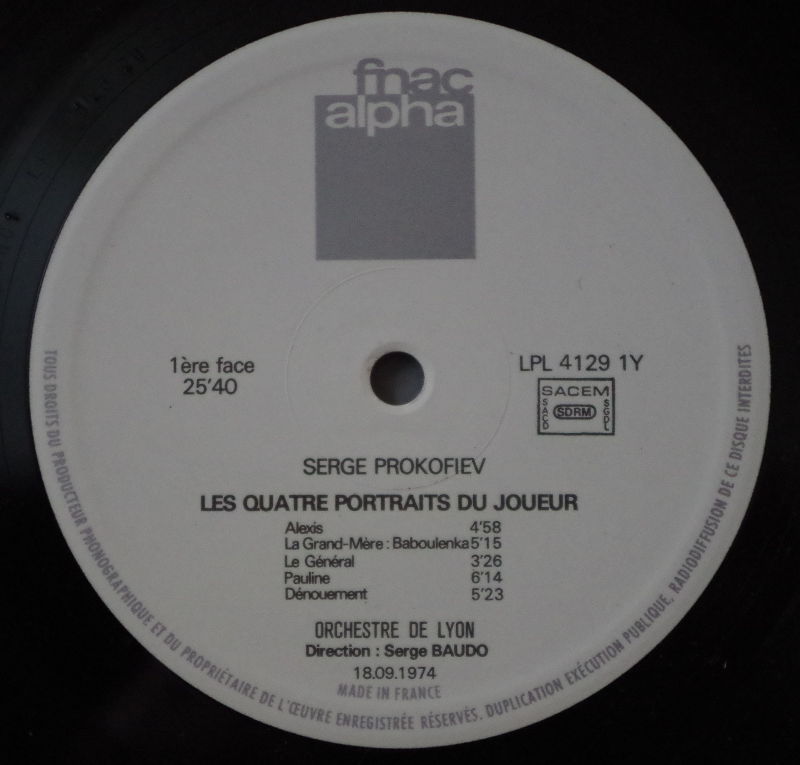 fnac
alpha
1ère face
25'40
LPL 4129 1Y
SACEM
SACD
SDRM
SGDL
SERGE PROKOFIEV
LES QUATRE PORTRAITS DU JOUEUR
Alexis 4'58
La Grand-Mère : Baboulenka 5'15
Le Général 3'26
Pauline 6'14
Dénouement 5'23
ORCHESTRE DE LYON
Direction : Serge BAUDO
18.09.1974
MADE IN FRANCE
TOUS DROITS DU PRODUCTEUR PHONOGRAPHIQUE ET DU PROPRIÉTAIRE DE L'ŒUVRE ENREGISTRÉE RÉSERVÉS. DUPLICATION EXÉCUTION PUBLIQUE, RADIODIFFUSION DE CE DISQUE INTERDITES